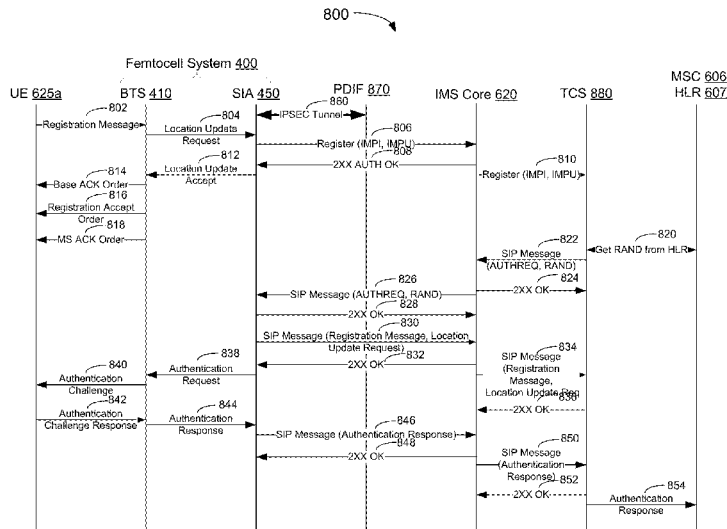 800
Femtocell System 400
MSC 606
UE 625a
BTS 410
SIA 450
PDIF 870
IMS Core 620
TCS 880
HLR 607
802
Registration Message
804
Location Update
Request
860
IPSEC Tunnel
806
Register (IMPI, IMPU)
808
2XX AUTH OK
810
Register (IMPI, IMPU)
812
Location Update
Accept
814
Base ACK Order
816
Registration Accept
Order
818
MS ACK Order
820
Get RAND from HLR
822
SIP Message
(AUTHREQ, RAND)
824
2XX OK
826
SIP Message (AUTHREQ, RAND)
828
2XX OK
830
SIP Message (Registration Message, Location
Update Request)
832
2XX OK
834
SIP Message
(Registration
Massage,
Location Update Req
836
2XX OK
838
Authentication
Request
840
Authentication
Challenge
842
Authentication
Challenge Response
844
Authentication
Response
846
SIP Message (Authentication Response)
848
2XX OK
850
SIP Message
(Authentication
Response)
852
2XX OK
854
Authentication
Response